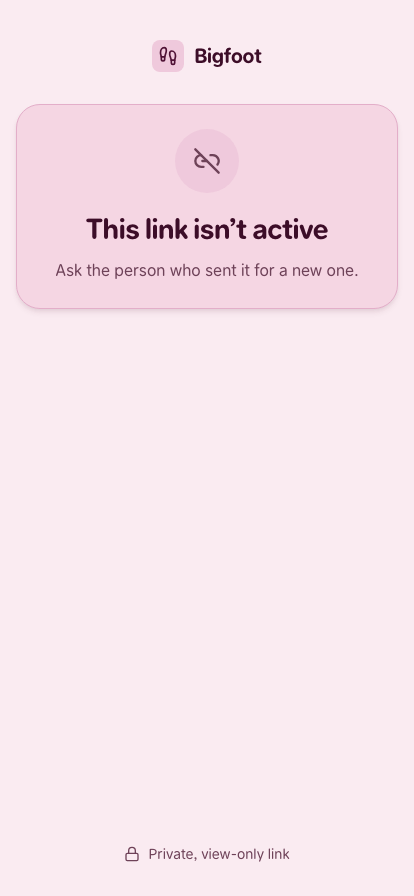 Bigfoot
This link isn’t active
Ask the person who sent it for a new one.
Private, view-only link